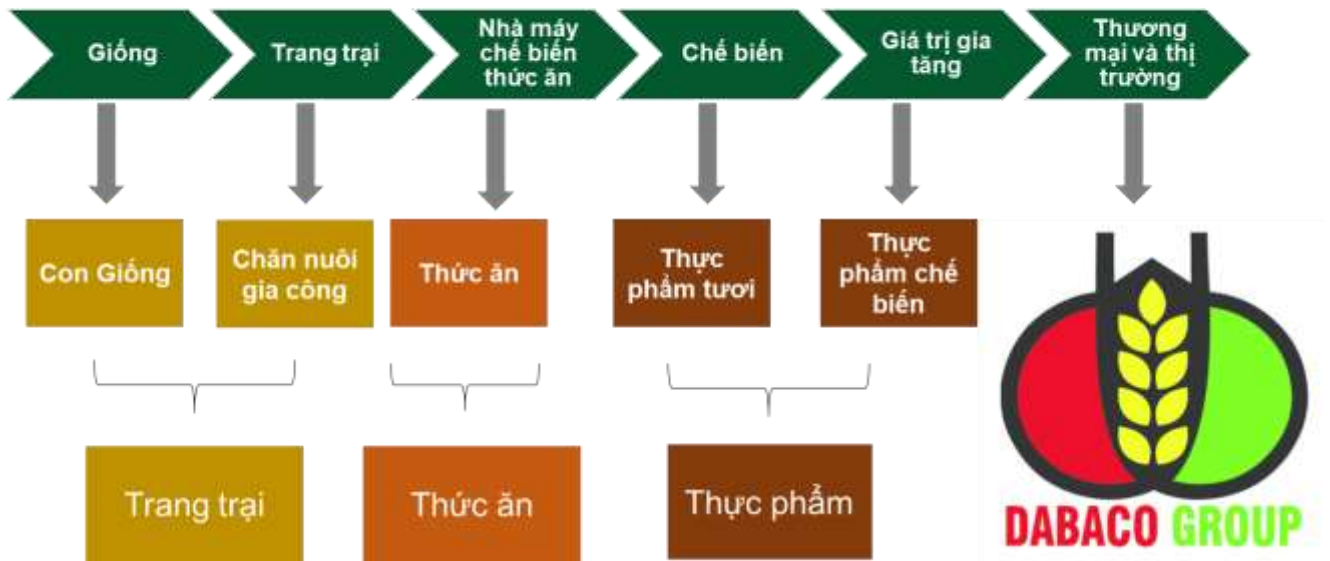 Giống
Trang trại
Nhà máy
chế biến
thức ăn
Chế biến
Giá trị gia
tăng
Thương
mại và thị
trường
Con Giống
Chăn nuôi
gia công
Thức ăn
Thực
phẩm tươi
Thực
phẩm chế
biến
Trang trại
Thức ăn
Thực phẩm
DABACO GROUP